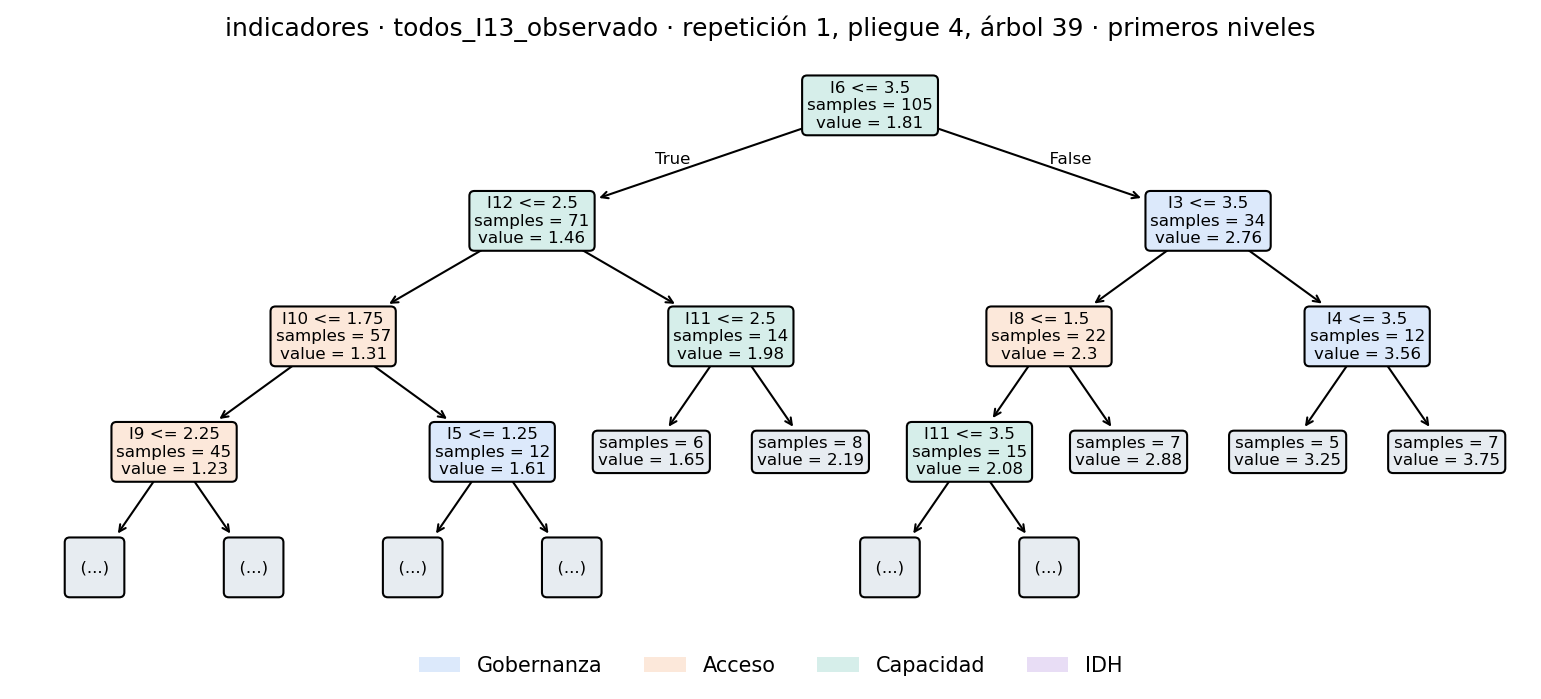 indicadores · todos_I13_observado · repetición 1, pliegue 4, árbol 39 · primeros niveles
I6 <= 3.5
samples = 105
value = 1.81
True
False
I12 <= 2.5
samples = 71
value = 1.46
I3 <= 3.5
samples = 34
value = 2.76
I10 <= 1.75
samples = 57
value = 1.31
I11 <= 2.5
samples = 14
value = 1.98
I8 <= 1.5
samples = 22
value = 2.3
I4 <= 3.5
samples = 12
value = 3.56
I9 <= 2.25
samples = 45
value = 1.23
I5 <= 1.25
samples = 12
value = 1.61
samples = 6
value = 1.65
samples = 8
value = 2.19
I11 <= 3.5
samples = 15
value = 2.08
samples = 7
value = 2.88
samples = 5
value = 3.25
samples = 7
value = 3.75
(...)
(...)
(...)
(...)
(...)
(...)
Gobernanza
Acceso
Capacidad
IDH